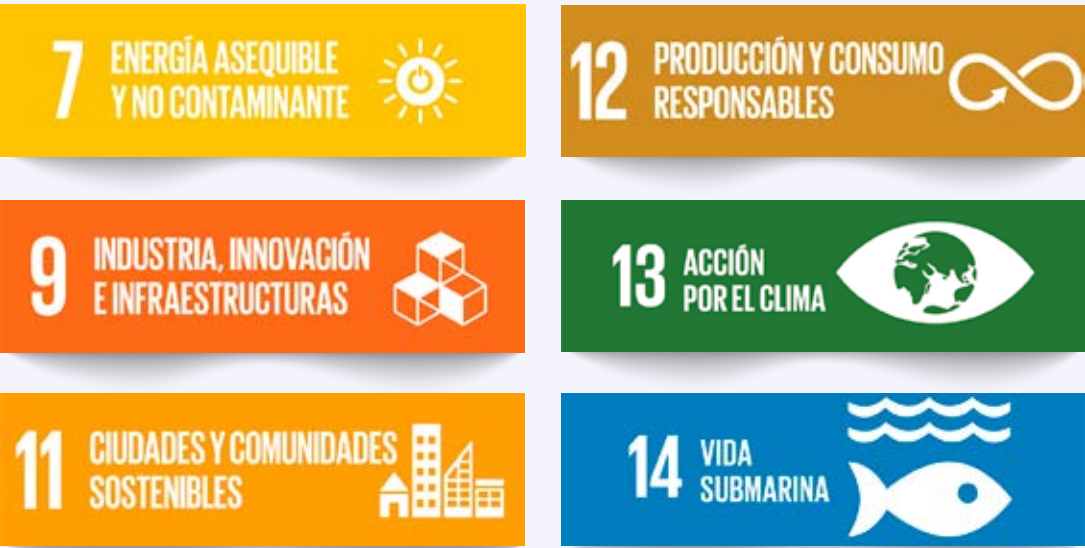 7 ENERGÍA ASEQUIBLE
Y NO CONTAMINANTE
12 PRODUCCIÓN Y CONSUMO
RESPONSABLES
9 INDUSTRIA, INNOVACIÓN
E INFRAESTRUCTURAS
13 ACCIÓN
POR EL CLIMA
11 CIUDADES Y COMUNIDADES
SOSTENIBLES
14 VIDA
SUBMARINA